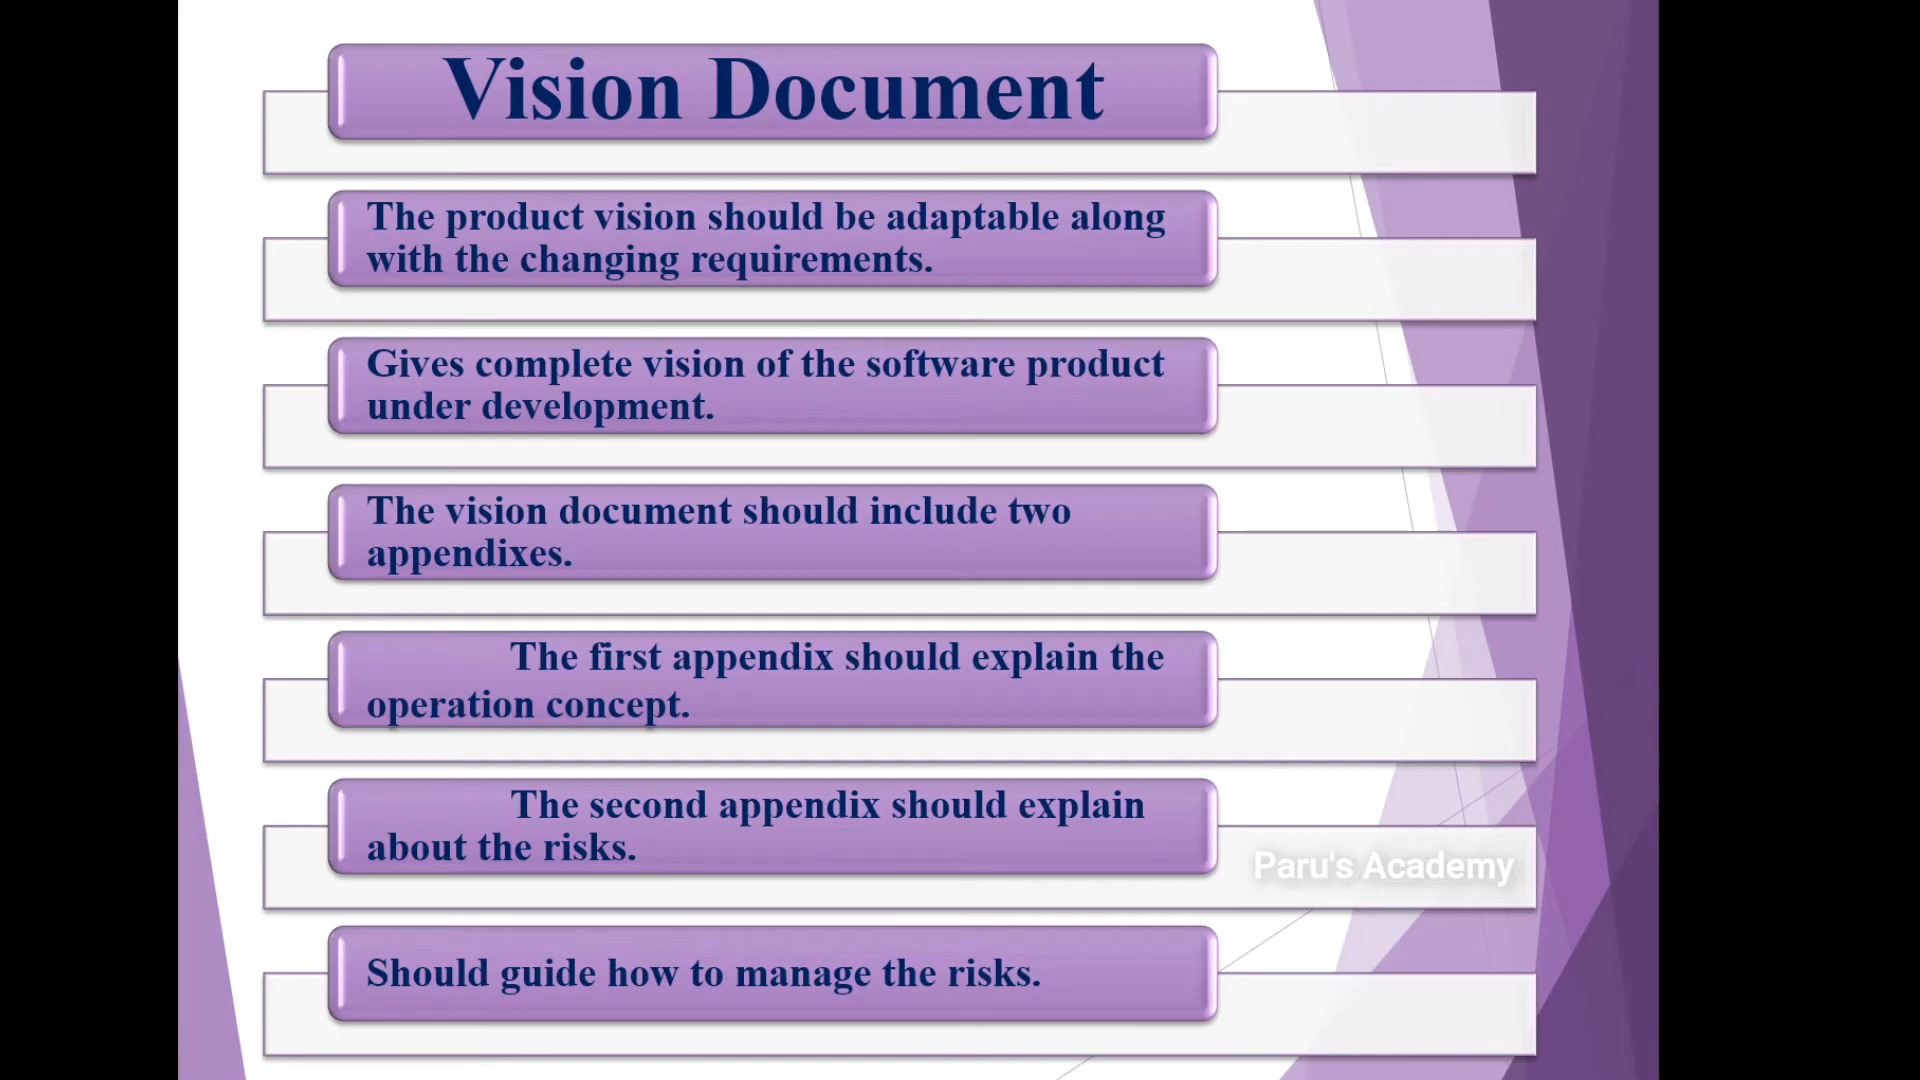 Vision Document
The product vision should be adaptable along
with the changing requirements.
Gives complete vision of the software product
under development.
The vision document should include two
appendixes.
The first appendix should explain the
operation concept.
The second appendix should explain
about the risks.
Paru's Academy
Should guide how to manage the risks.